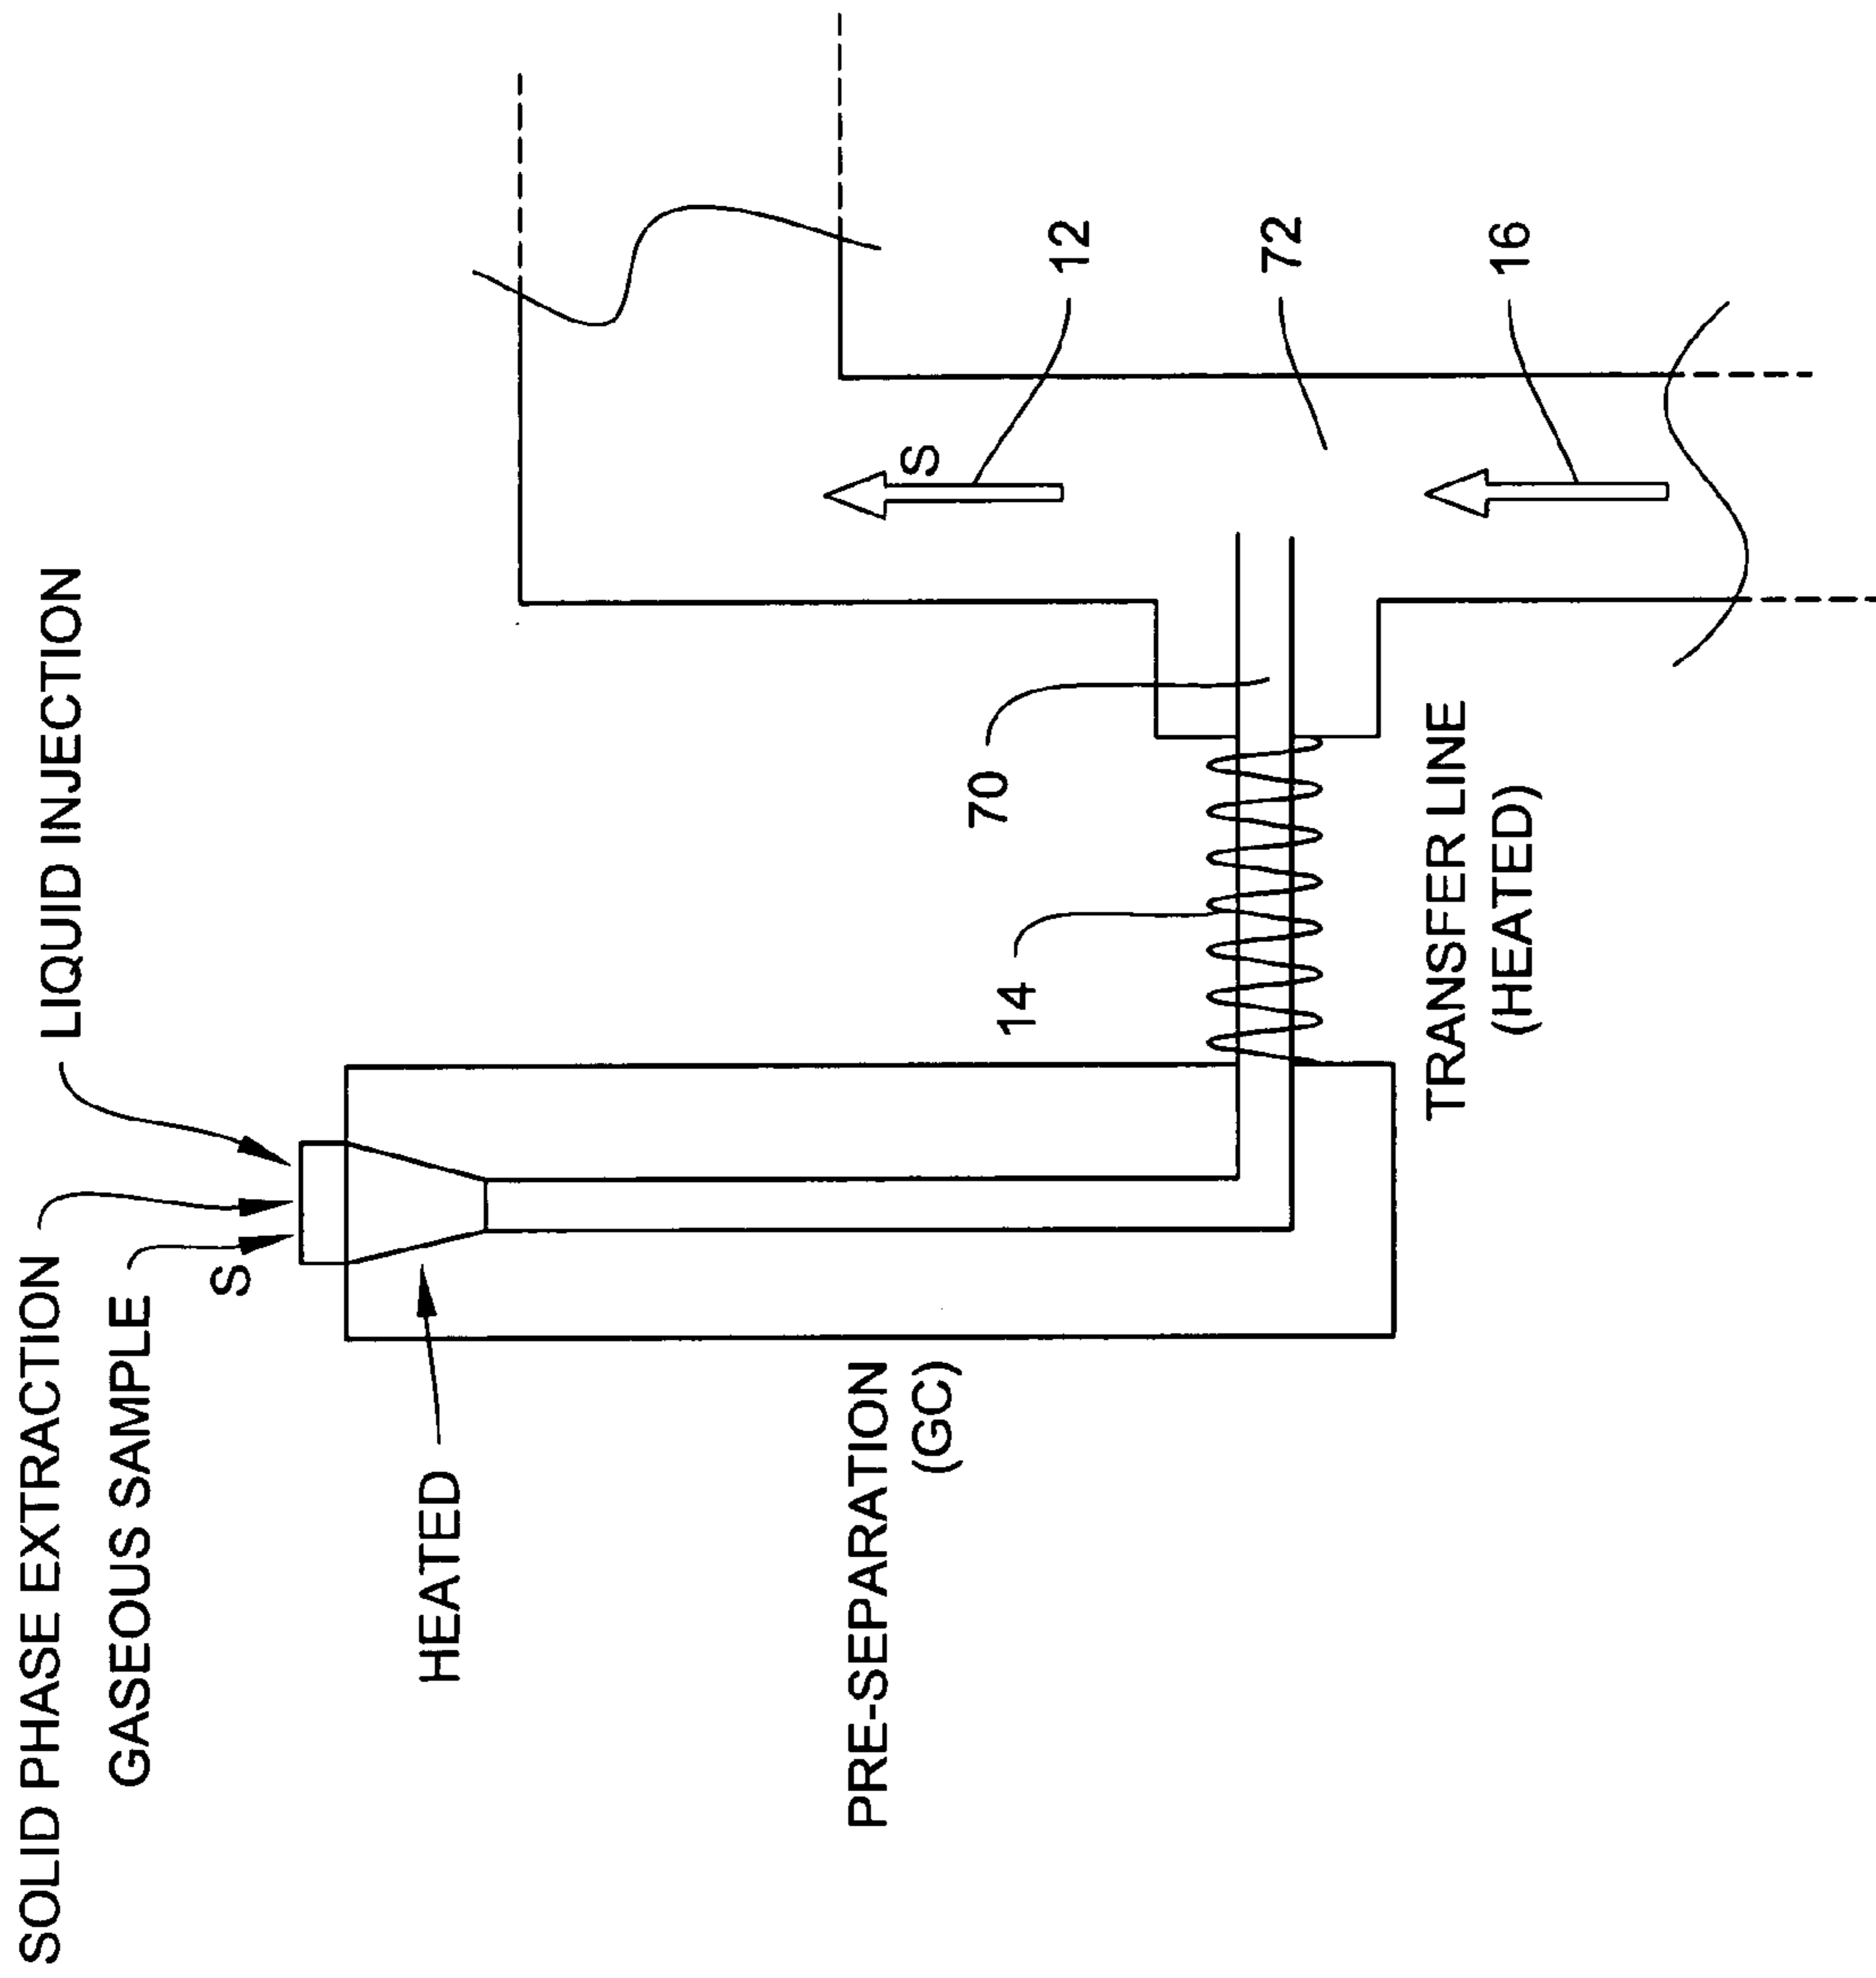 SOLID PHASE EXTRACTION
LIQUID INJECTION
GASEOUS SAMPLE
S
HEATED
PRE-SEPARATION
(GC)
14
70
S
12
72
16
TRANSFER LINE
(HEATED)